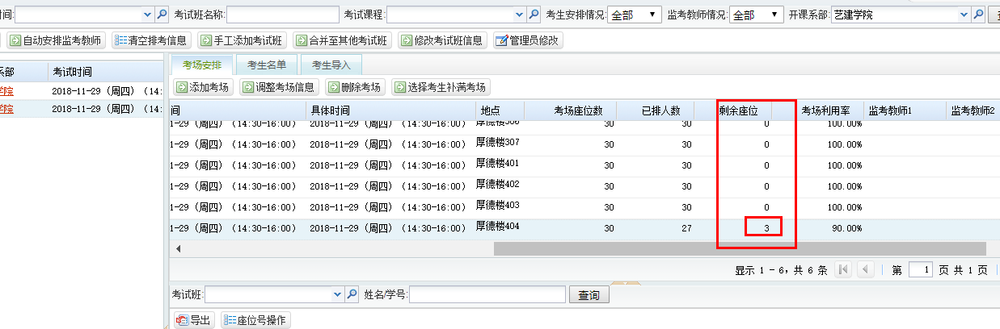 时间: 考试班名称: 考试课程: 考生安排情况: 全部 监考教师情况: 全部 开课系部: 艺建学院
自动安排监考教师 清空排考信息 手工添加考试班 合并至其他考试班 修改考试班信息 管理员修改
系部 考试时间
学院 2018-11-29 (周四) (14:
学院 2018-11-29 (周四) (14:
考场安排 考生名单 考生导入
添加考场 调整考场信息 删除考场 选择考生补满考场
间 具体时间 地点 考场座位数 已排人数 剩余座位 考场利用率 监考教师1 监考教师2
1-29 (周四) (14:30-16:00) 2018-11-29 (周四) (14:30-16:00) 厚德楼306 30 30 0 100.00%
1-29 (周四) (14:30-16:00) 2018-11-29 (周四) (14:30-16:00) 厚德楼307 30 30 0 100.00%
1-29 (周四) (14:30-16:00) 2018-11-29 (周四) (14:30-16:00) 厚德楼401 30 30 0 100.00%
1-29 (周四) (14:30-16:00) 2018-11-29 (周四) (14:30-16:00) 厚德楼402 30 30 0 100.00%
1-29 (周四) (14:30-16:00) 2018-11-29 (周四) (14:30-16:00) 厚德楼403 30 30 0 100.00%
1-29 (周四) (14:30-16:00) 2018-11-29 (周四) (14:30-16:00) 厚德楼404 30 27 3 90.00%
显示 1 - 6, 共 6 条 第 1 页 共 1 页
考试班: 姓名/学号: 查询
导出 座位号操作